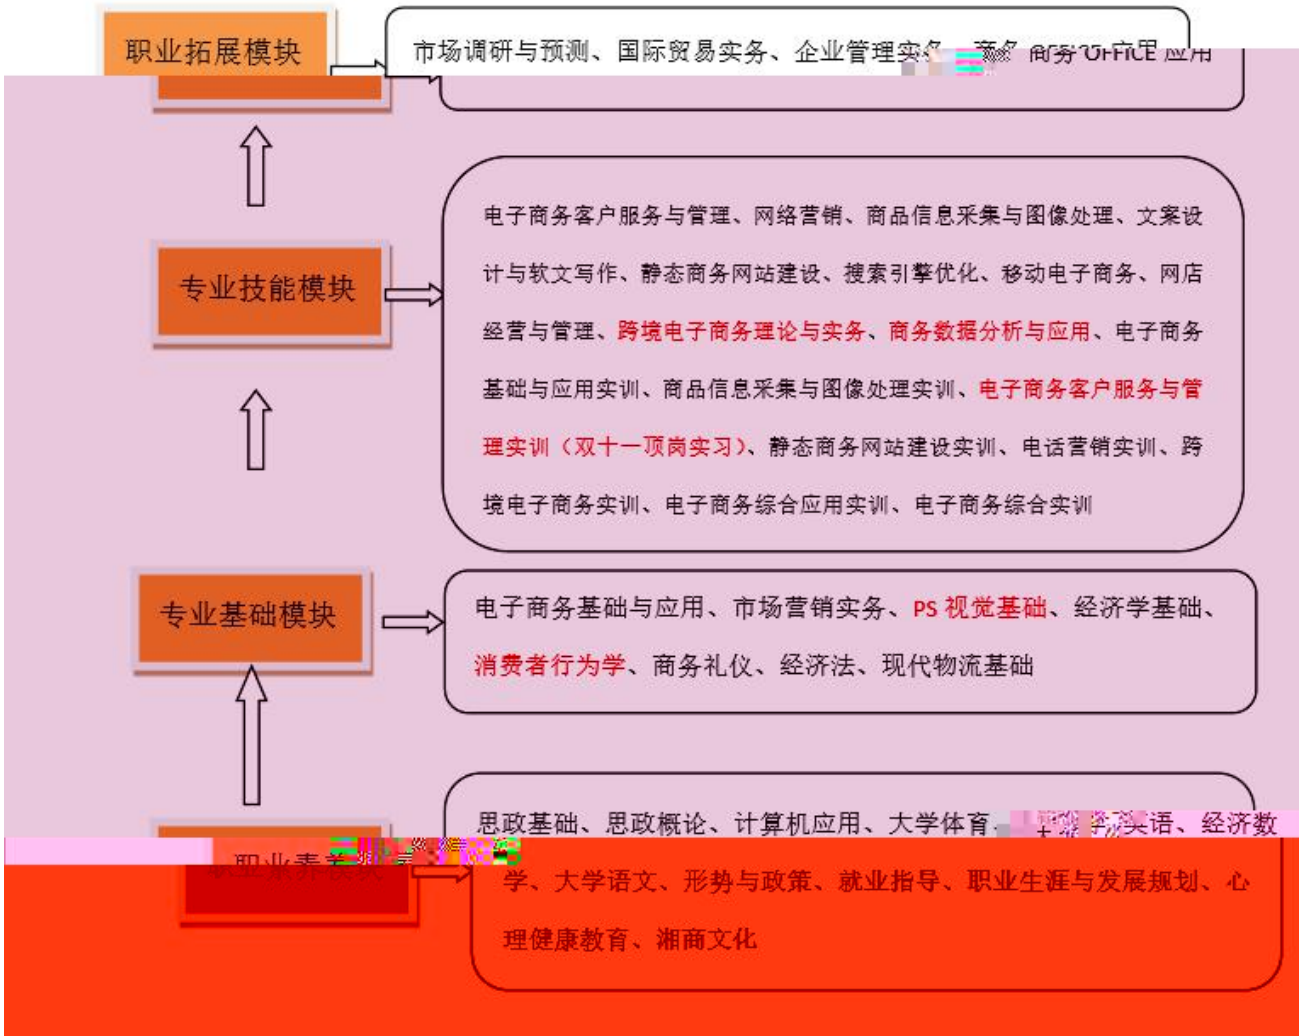 职业拓展模块
市场调研与预测、国际贸易实务、企业管理实务、商务 OFFICE 应用
专业技能模块
电子商务客户服务与管理、网络营销、商品信息采集与图像处理、文案设
计与软文写作、静态商务网站建设、搜索引擎优化、移动电子商务、网店
经营与管理、跨境电子商务理论与实务、商务数据分析与应用、电子商务
基础与应用实训、商品信息采集与图像处理实训、电子商务客户服务与管
理实训（双十一顶岗实习）、静态商务网站建设实训、电话营销实训、跨
境电子商务实训、电子商务综合应用实训、电子商务综合实训
专业基础模块
电子商务基础与应用、市场营销实务、PS 视觉基础、经济学基础、
消费者行为学、商务礼仪、经济法、现代物流基础
职业素养模块
思政基础、思政概论、计算机应用、大学体育、英语、经济数
学、大学语文、形势与政策、就业指导、职业生涯与发展规划、心
理健康教育、湘商文化